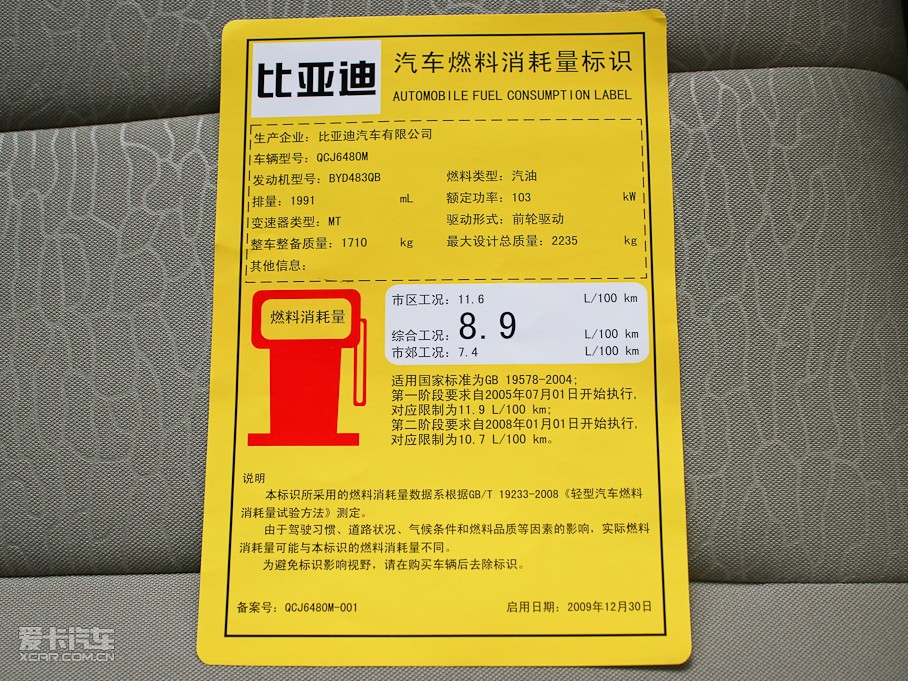 比亚迪
汽车燃料消耗量标识
AUTOMOBILE FUEL CONSUMPTION LABEL
生产企业：比亚迪汽车有限公司
车辆型号：QCJ6480M
发动机型号：BYD483QB 燃料类型：汽油
排量：1991 mL 额定功率：103 kW
变速器类型：MT 驱动形式：前轮驱动
整车整备质量：1710 kg 最大设计总质量：2235 kg
其他信息：
燃料消耗量
市区工况：11.6 L/100 km
综合工况：8.9 L/100 km
市郊工况：7.4 L/100 km
适用国家标准为GB 19578-2004;
第一阶段要求自2005年07月01日开始执行,
对应限制为11.9 L/100 km;
第二阶段要求自2008年01月01日开始执行,
对应限制为10.7 L/100 km。
说明
本标识所采用的燃料消耗量数据系根据GB/T 19233-2008《轻型汽车燃料
消耗量试验方法》测定。
由于驾驶习惯、道路状况、气候条件和燃料品质等因素的影响，实际燃料
消耗量可能与本标识的燃料消耗量不同。
为避免标识影响视野，请在购买车辆后去除标识。
备案号：QCJ6480M-001 启用日期：2009年12月30日
爱卡汽车
XCAR.COM.CN